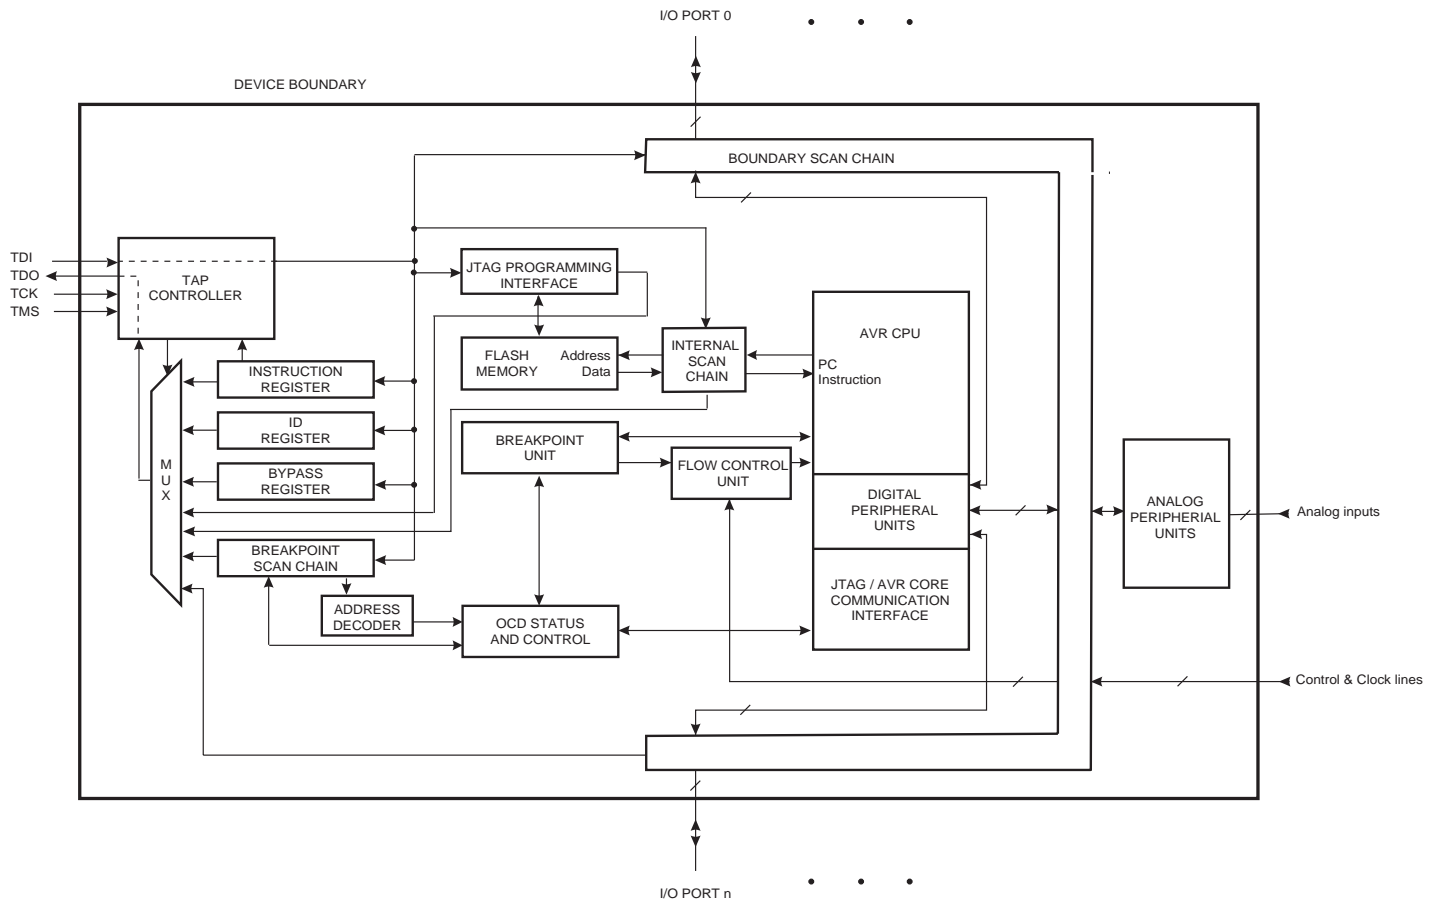 I/O PORT 0
DEVICE BOUNDARY
BOUNDARY SCAN CHAIN
TDI
TDO
TCK
TMS
TAP
CONTROLLER
JTAG PROGRAMMING
INTERFACE
AVR CPU
FLASH
MEMORY
Address
Data
INTERNAL
SCAN
CHAIN
PC
Instruction
INSTRUCTION
REGISTER
ID
REGISTER
BREAKPOINT
UNIT
FLOW CONTROL
UNIT
M
U
X
BYPASS
REGISTER
DIGITAL
PERIPHERAL
UNITS
ANALOG
PERIPHERIAL
UNITS
Analog inputs
BREAKPOINT
SCAN CHAIN
ADDRESS
DECODER
OCD STATUS
AND CONTROL
JTAG / AVR CORE
COMMUNICATION
INTERFACE
Control & Clock lines
I/O PORT n